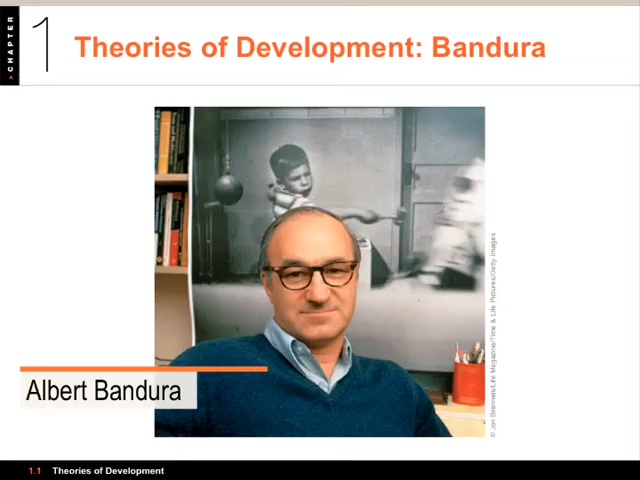 CHAPTER
1
Theories of Development: Bandura
© Jon Brenneis/Life Magazine/Time & Life Pictures/Getty Images
Albert Bandura
1.1 Theories of Development